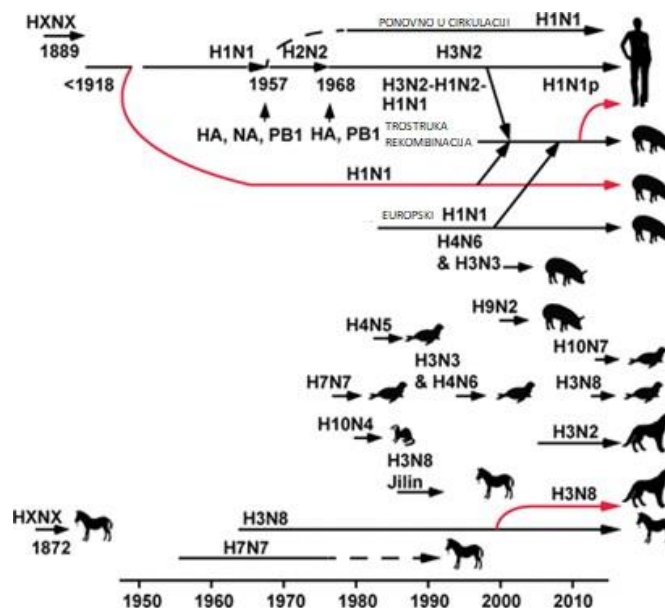 HXNX
1889
PONOVNO U CIRKULACIJI H1N1
H1N1 H2N2 H3N2
<1918 1957 1968
H3N2-H1N2-
H1N1
H1N1p
HA, NA, PB1 HA, PB1
TROSTRUKA
REKOMBINACIJA
H1N1
EUROPSKI H1N1
H4N6
& H3N3
H9N2
H4N5
H10N7
H3N3
& H4N6
H7N7
H3N8
H10N4
H3N2
H3N8
Jilin
H3N8
HXNX
1872
H3N8
H7N7
1950 1960 1970 1980 1990 2000 2010